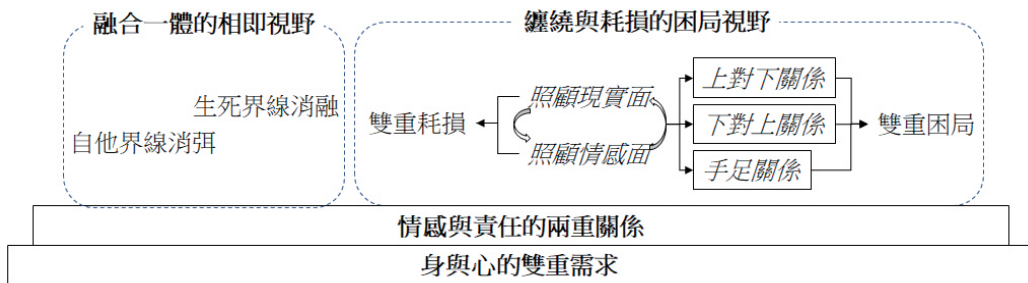 融合一體的相即視野
生死界線消融
自他界線消弭
纏繞與耗損的困局視野
雙重耗損
照顧現實面
照顧情感面
上對下關係
下對上關係
手足關係
雙重困局
情感與責任的兩重關係
身與心的雙重需求